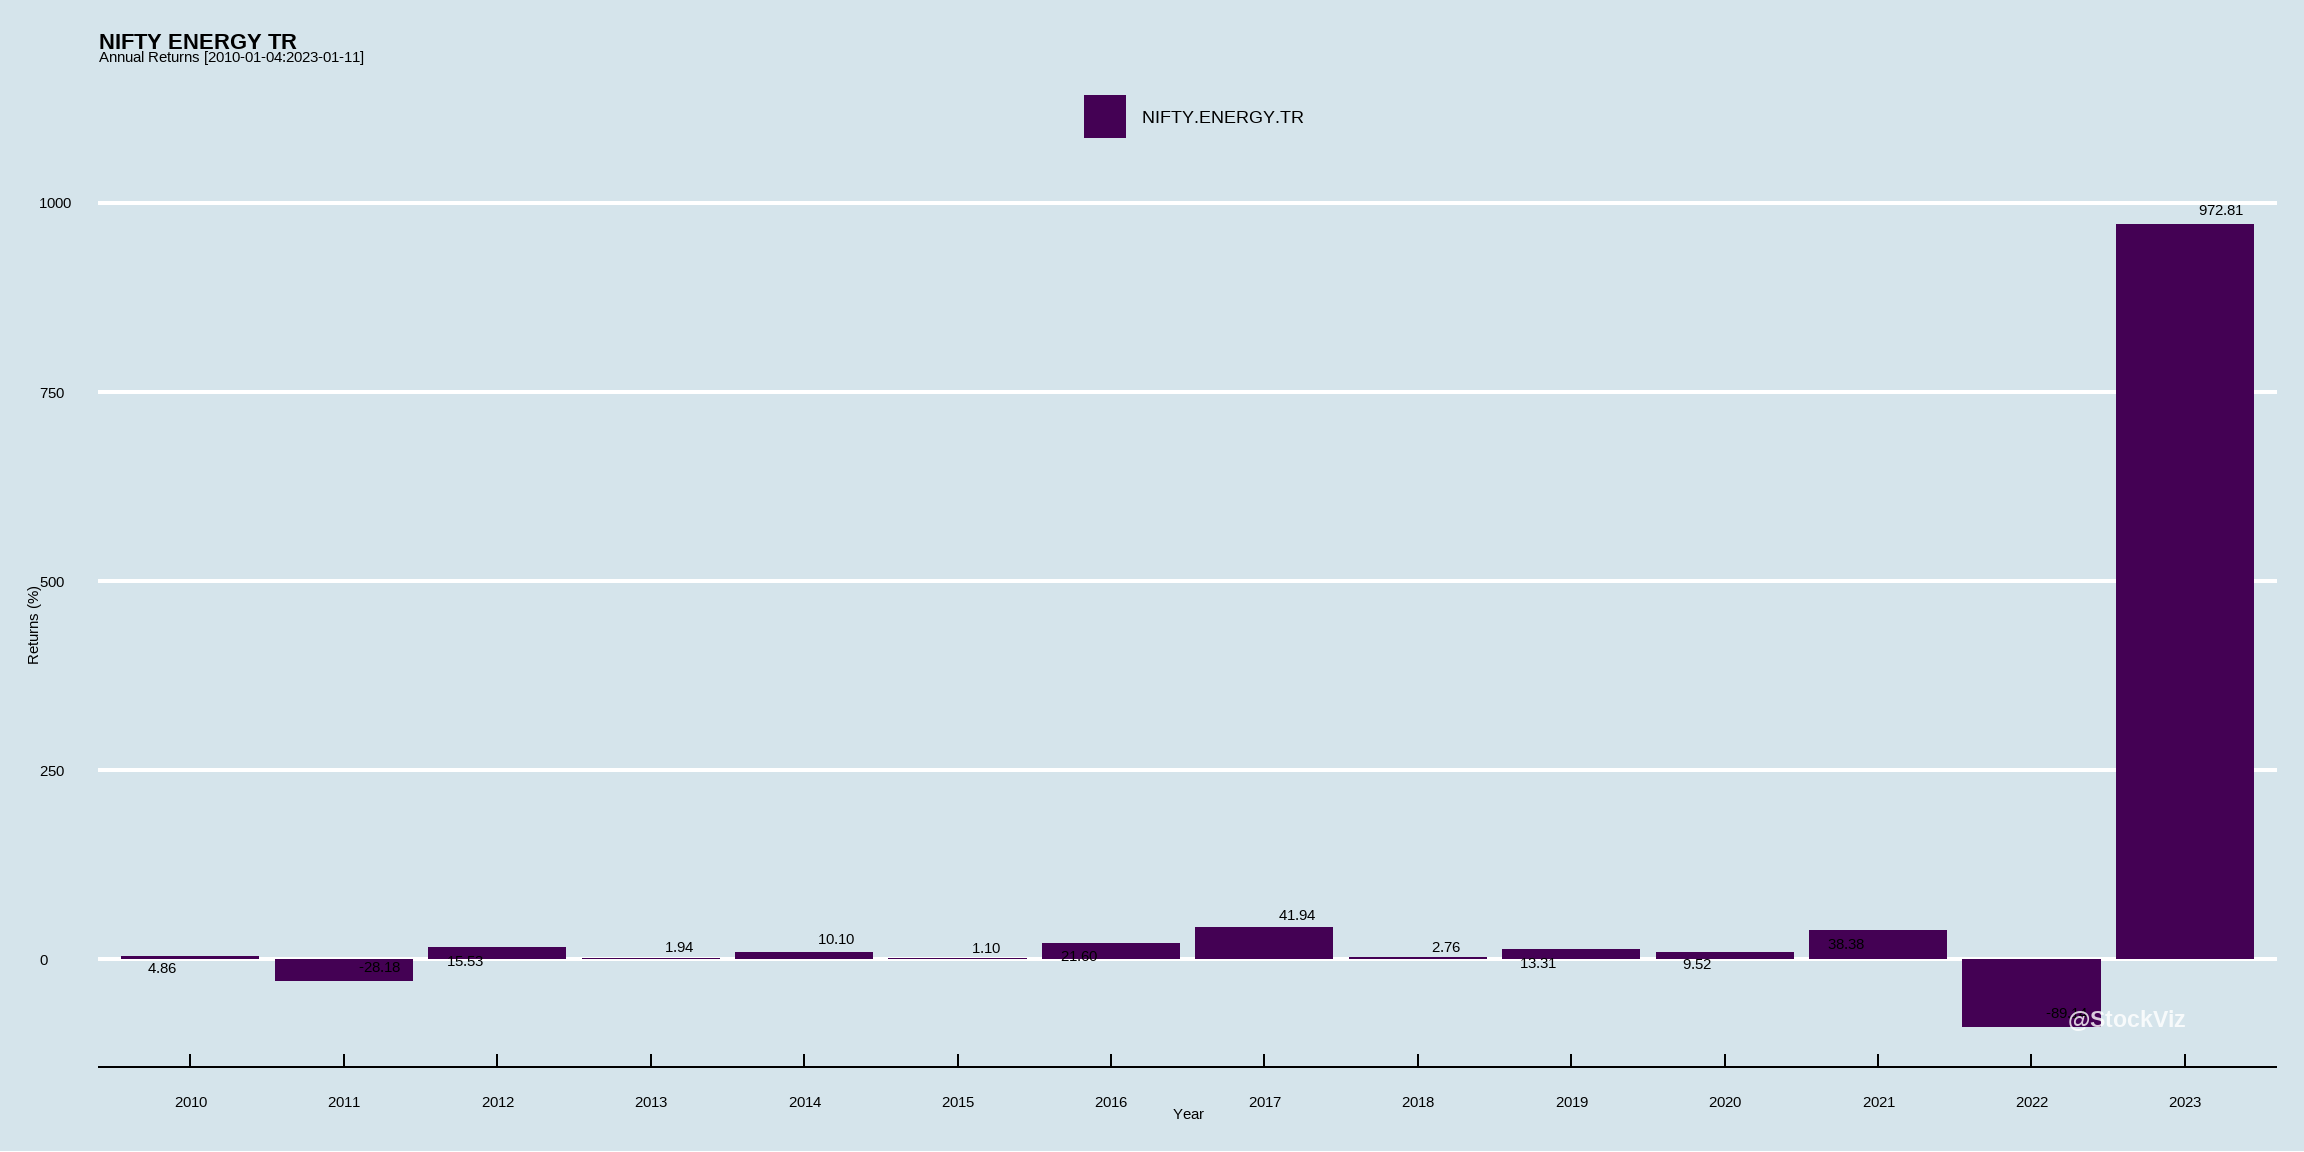 NIFTY ENERGY TR
Annual Returns [2010-01-04:2023-01-11]
NIFTY.ENERGY.TR
1000
750
500
250
0
Returns (%)
4.86
-28.18
15.53
1.94
10.10
1.10
21.60
41.94
2.76
13.31
9.52
38.38
-89
972.81
@StockViz
2010 2011 2012 2013 2014 2015 2016 2017 2018 2019 2020 2021 2022 2023
Year